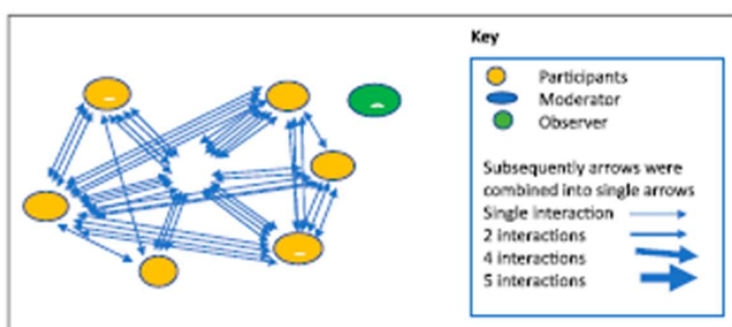 Key
Participants
Moderator
Observer
Subsequently arrows were
combined into single arrows
Single interaction
2 interactions
4 interactions
5 interactions